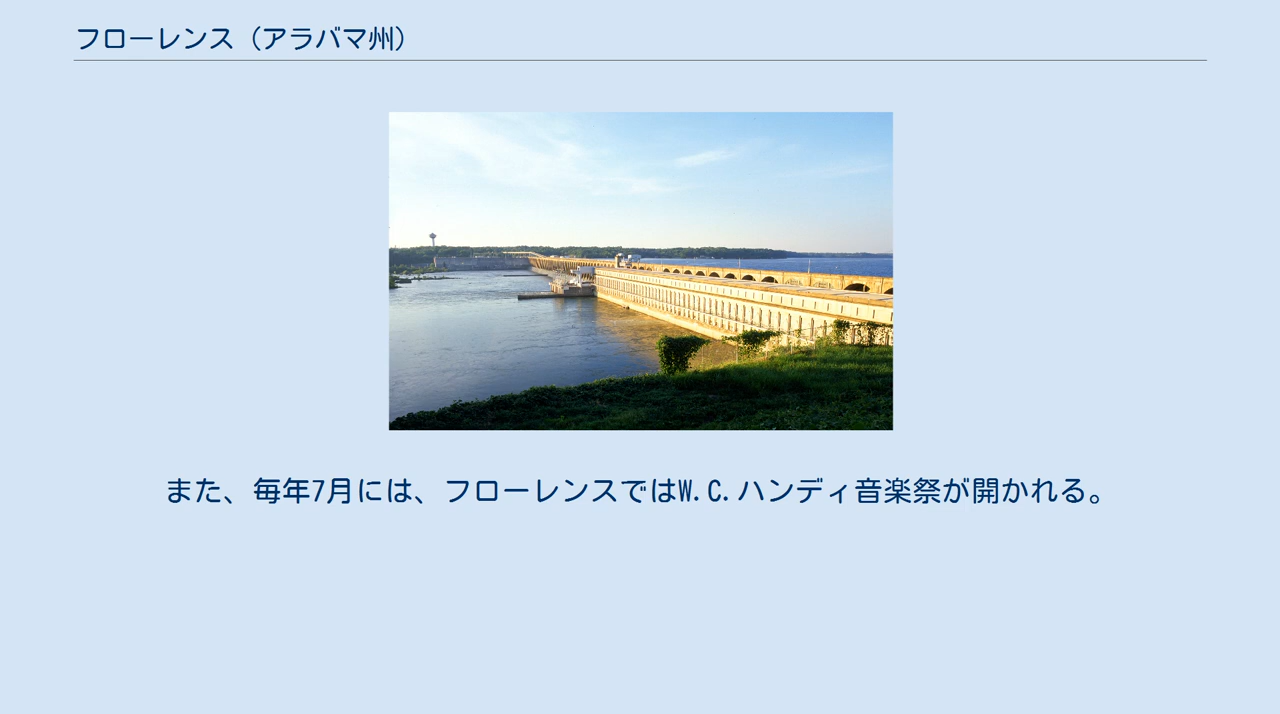 フローレンス（アラバマ州）
また、毎年7月には、フローレンスではW.C.ハンディ音楽祭が開かれる。